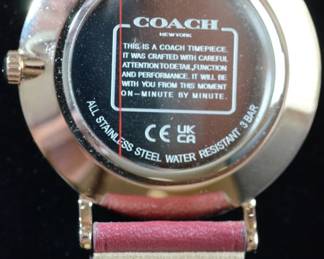 COACH
NEW YORK
THIS IS A COACH TIMEPIECE.
IT WAS CRAFTED WITH CAREFUL
ATTENTION TO DETAIL, FUNCTION
AND PERFORMANCE. IT WILL BE
WITH YOU FROM THIS MOMENT
ON-MINUTE BY MINUTE.
CE UK
CA
ALL STAINLESS STEEL WATER RESISTANT 3 BAR